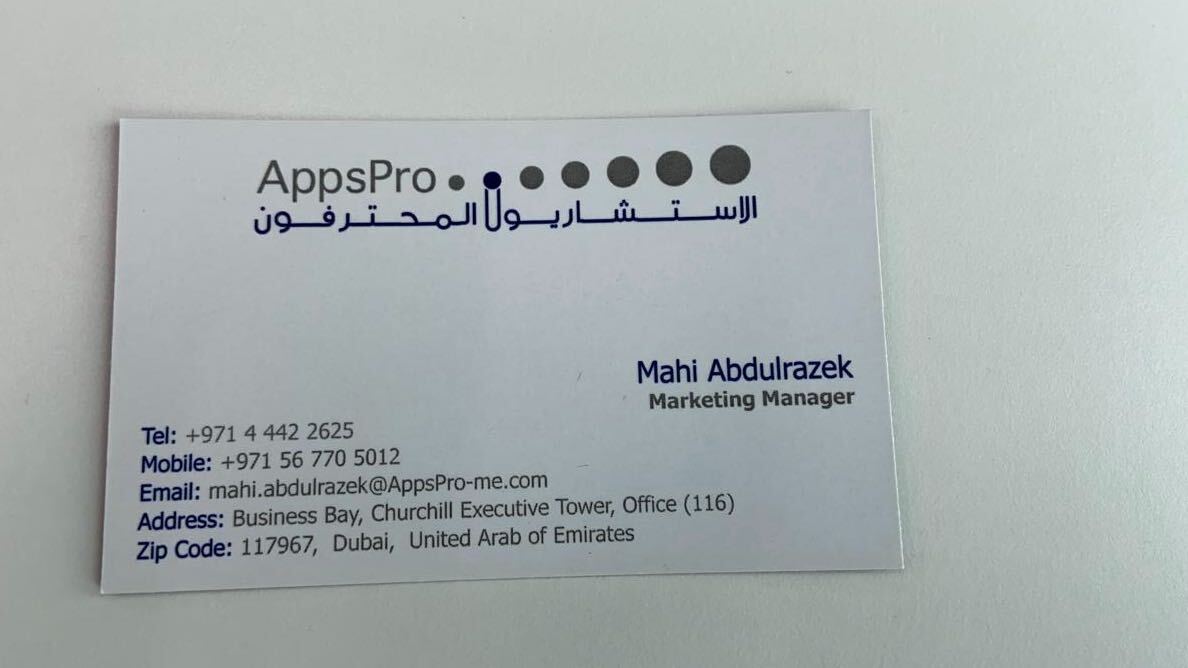 AppsPro
الاستشاريون المحترفون
Mahi Abdulrazek
Marketing Manager
Tel: +971 4 442 2625
Mobile: +971 56 770 5012
Email: mahi.abdulrazek@AppsPro-me.com
Address: Business Bay, Churchill Executive Tower, Office (116)
Zip Code: 117967, Dubai, United Arab of Emirates